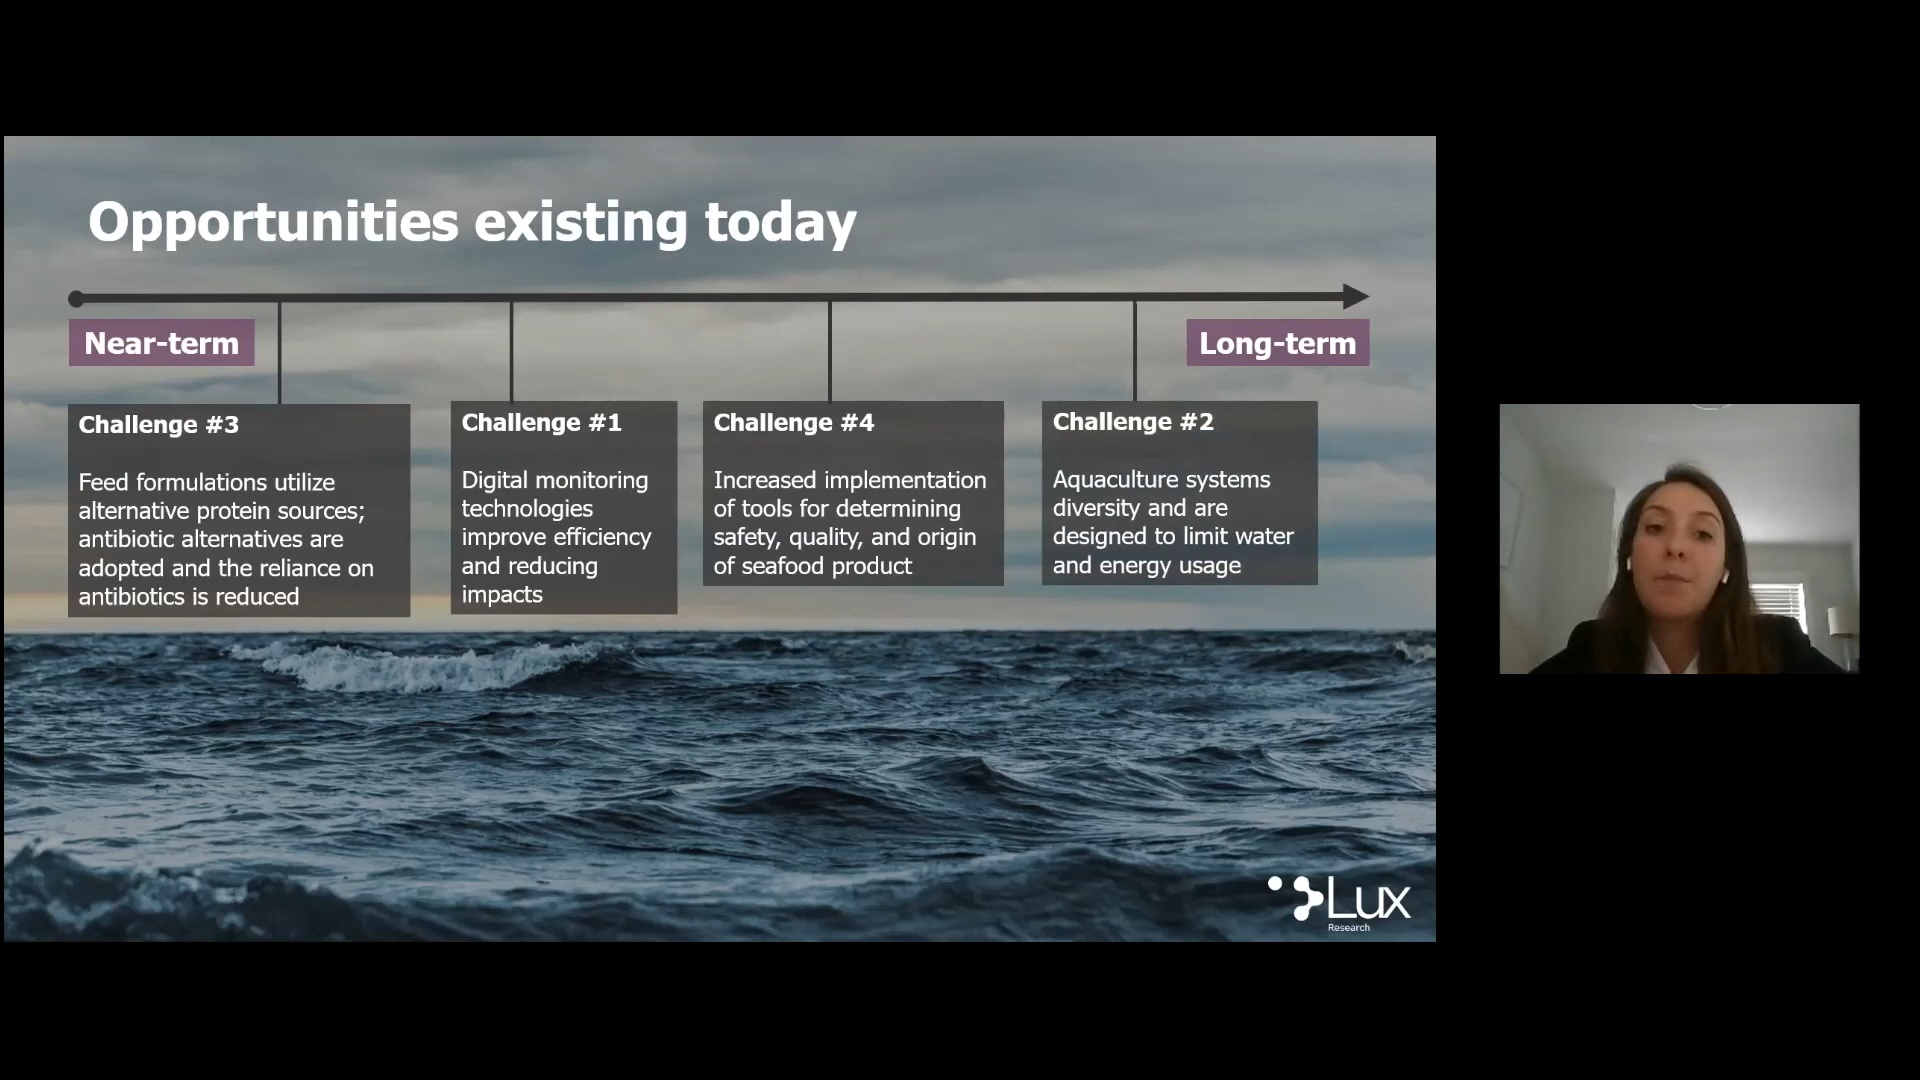 Opportunities existing today
Near-term
Long-term
Challenge #3
Feed formulations utilize
alternative protein sources;
antibiotic alternatives are
adopted and the reliance on
antibiotics is reduced
Challenge #1
Digital monitoring
technologies
improve efficiency
and reducing
impacts
Challenge #4
Increased implementation
of tools for determining
safety, quality, and origin
of seafood product
Challenge #2
Aquaculture systems
diversity and are
designed to limit water
and energy usage
Lux
Research